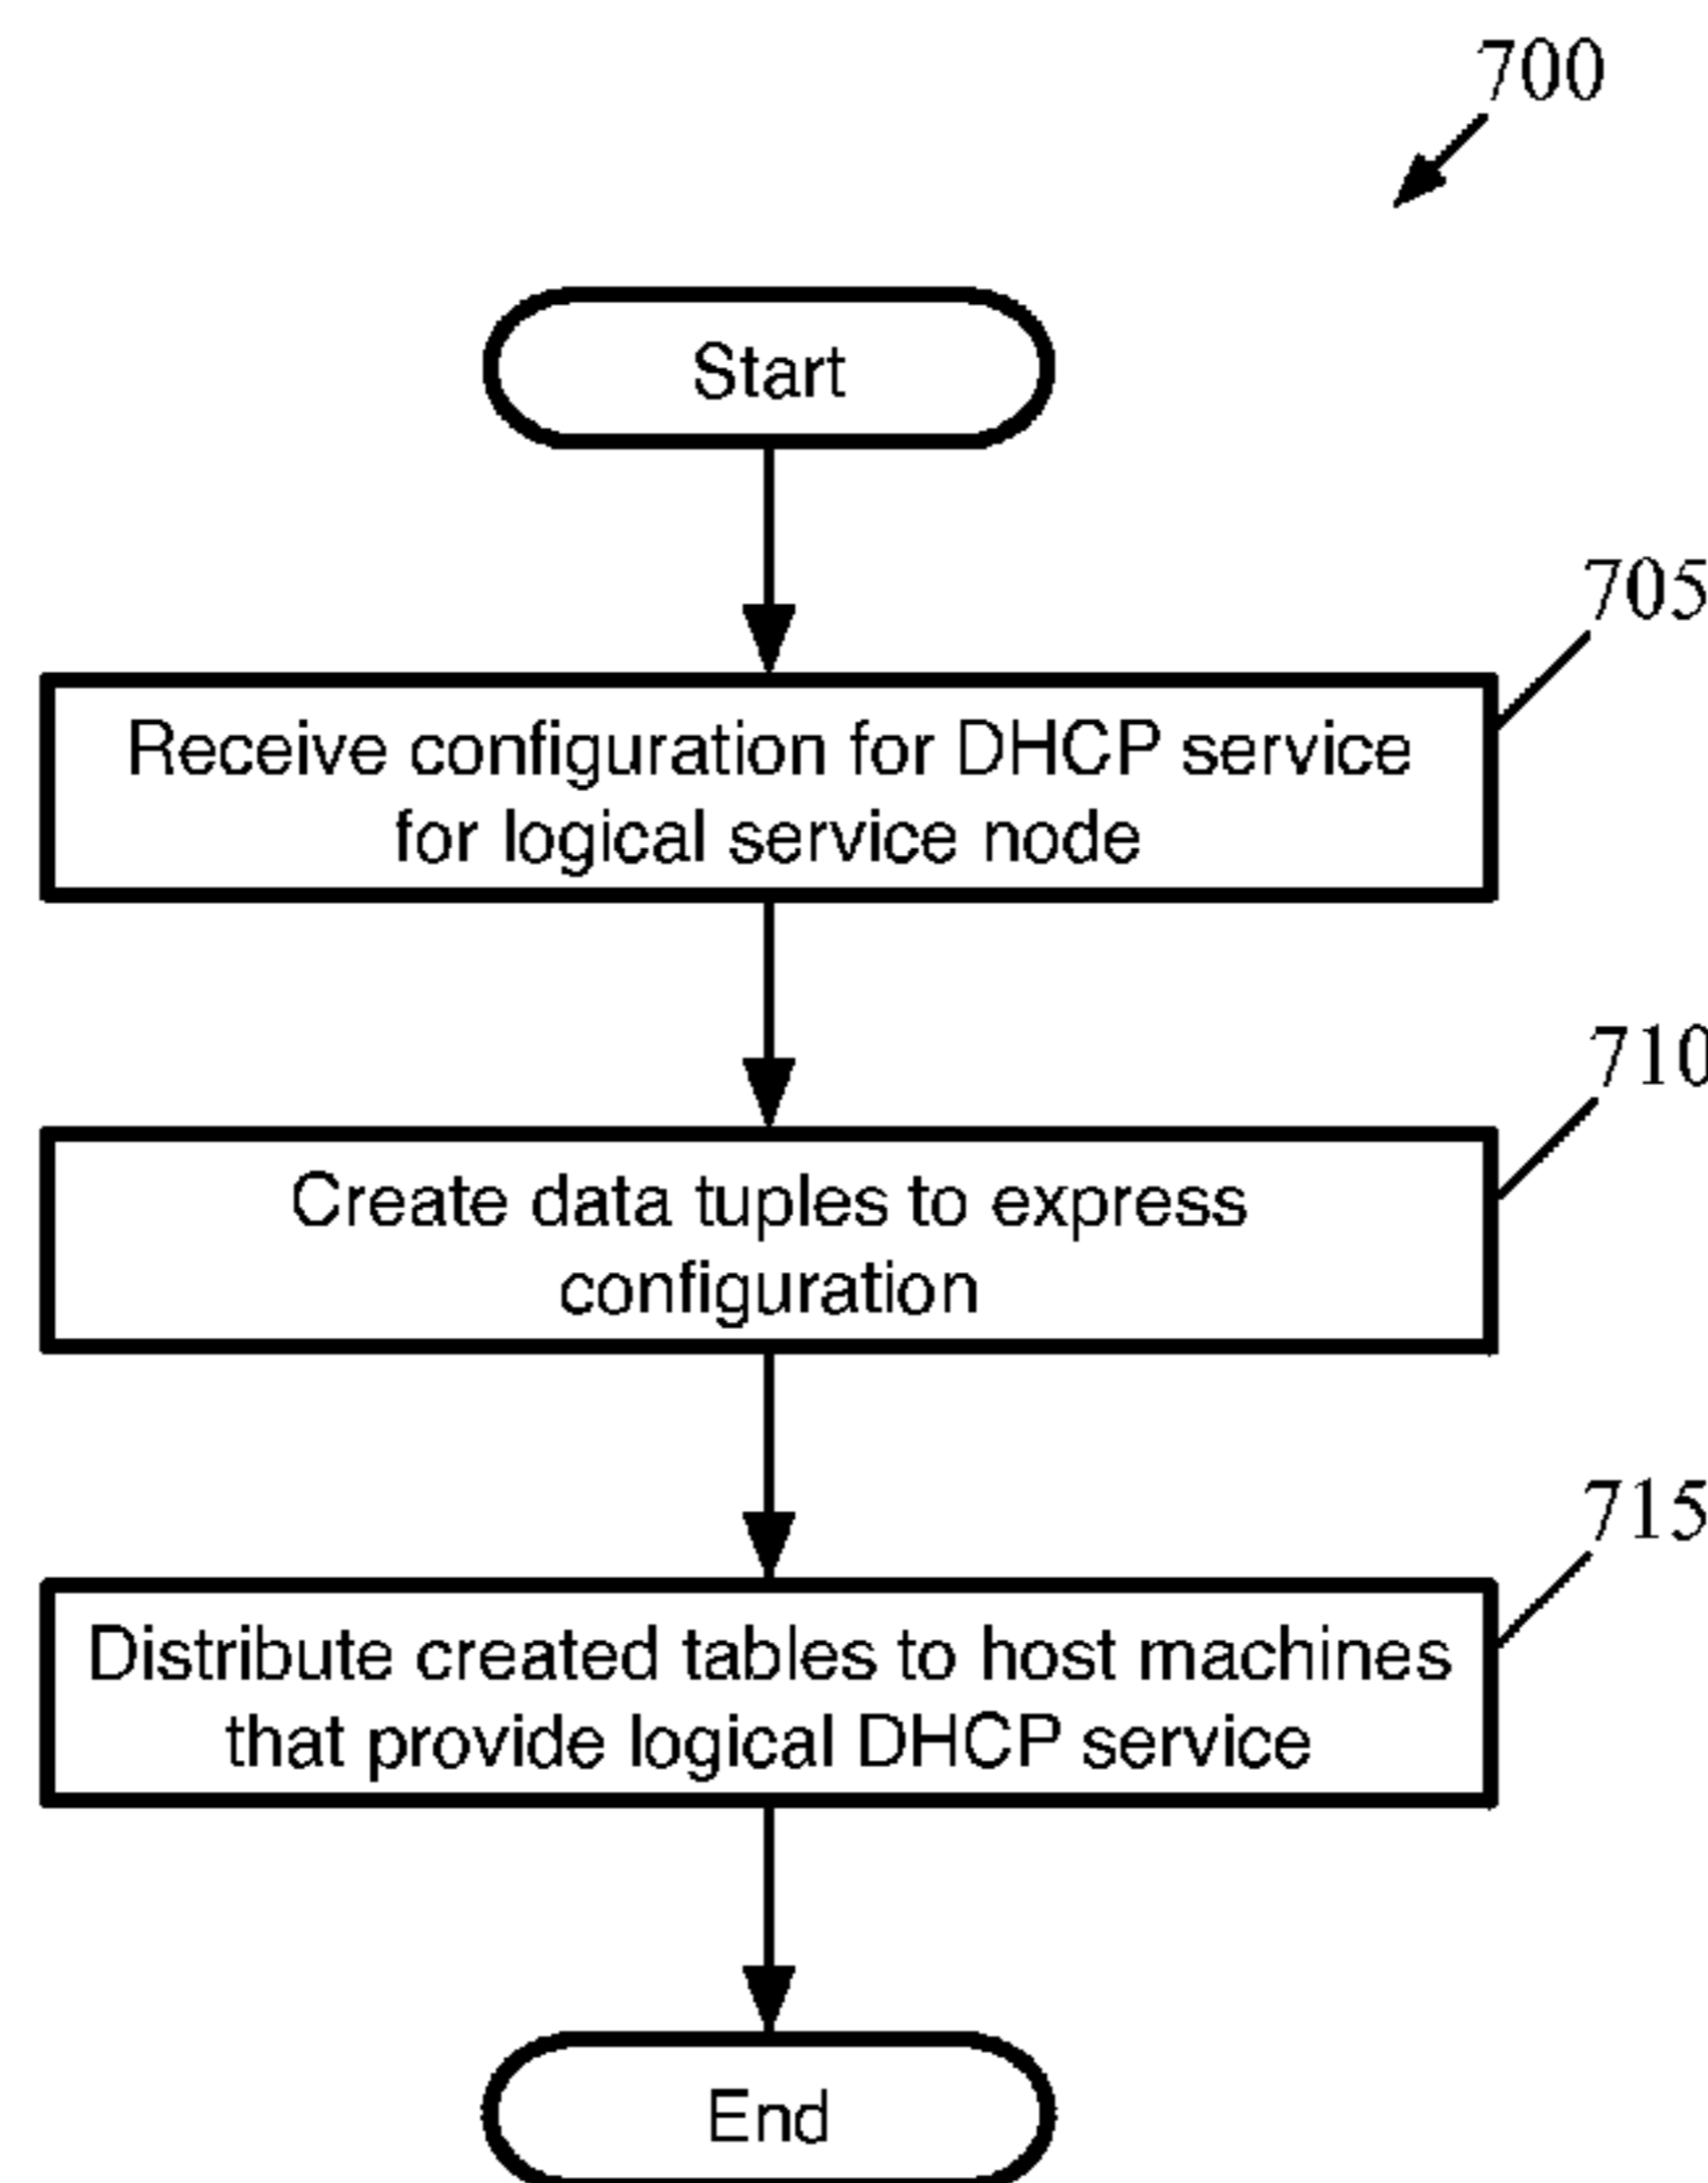 700
Start
705
Receive configuration for DHCP service
for logical service node
710
Create data tuples to express
configuration
715
Distribute created tables to host machines
that provide logical DHCP service
End